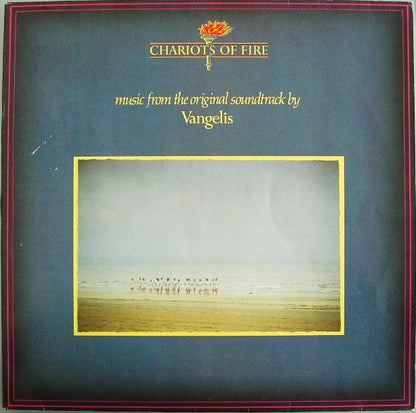 CHARIOTS OF FIRE
music from the original soundtrack by
Vangelis